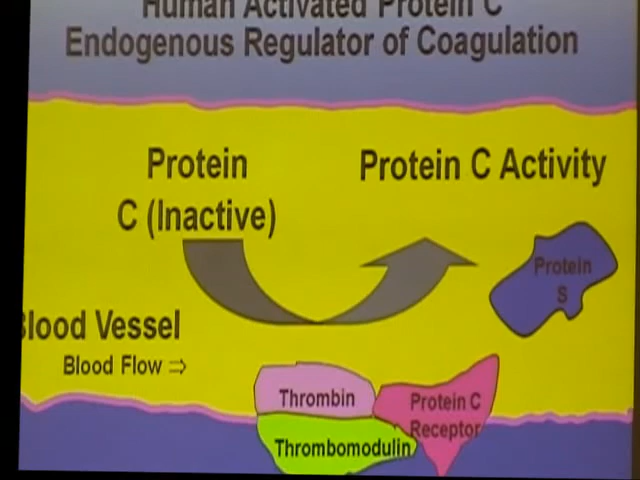 Human Activated Protein C
Endogenous Regulator of Coagulation
Protein
C (Inactive)
Protein C Activity
Protein
S
Blood Vessel
Blood Flow ⇒
Thrombin
Protein C
Receptor
Thrombomodulin